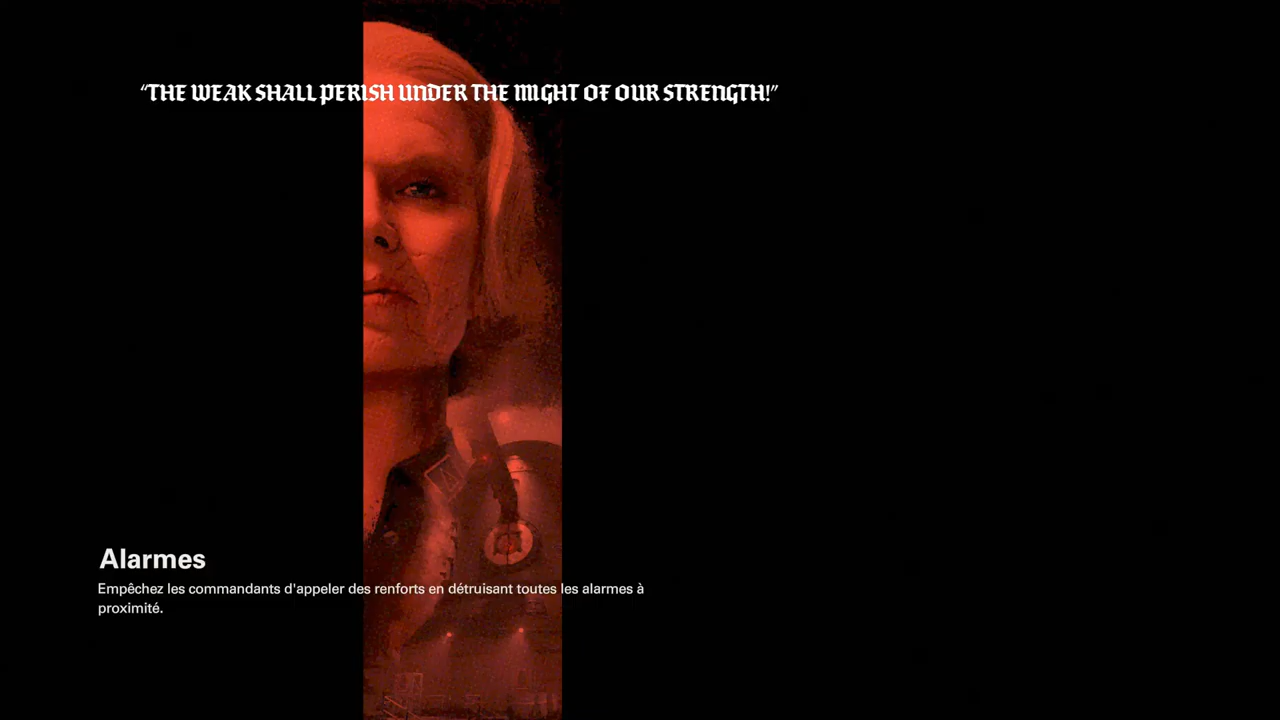 “THE WEAK SHALL PERISH UNDER THE MIGHT OF OUR STRENGTH!”
Alarmes
Empêchez les commandants d'appeler des renforts en détruisant toutes les alarmes à
proximité.